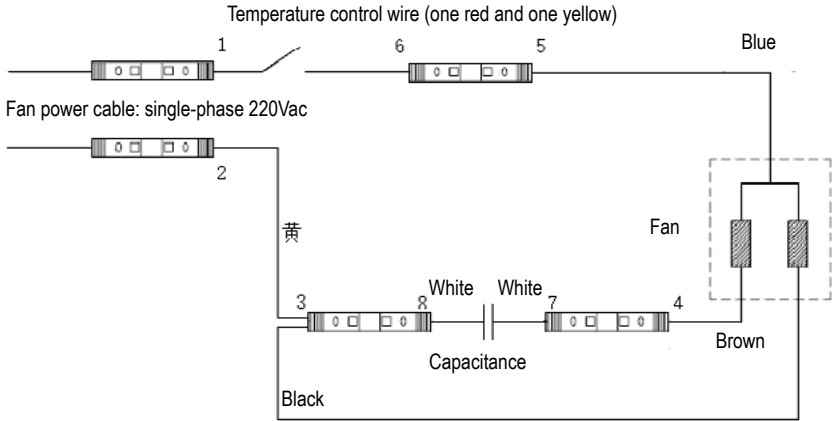 Temperature control wire (one red and one yellow)
1
6
5
Blue
Fan power cable: single-phase 220Vac
2
黄
Fan
White
White
3
8
7
4
Brown
Capacitance
Black